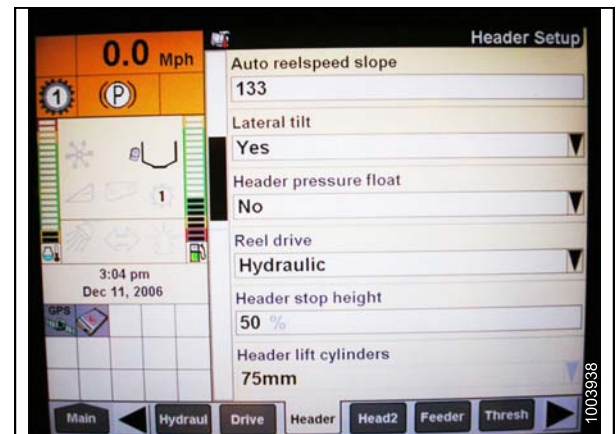 0.0 Mph
Header Setup
Auto reelspeed slope
133
1
(P)
Lateral tilt
Yes
Header pressure float
No
1
Reel drive
Hydraulic
3:04 pm
Dec 11, 2006
Header stop height
50 %
GPS
Header lift cylinders
75mm
Main
Hydraul
Drive
Header
Head2
Feeder
Thresh
1003938